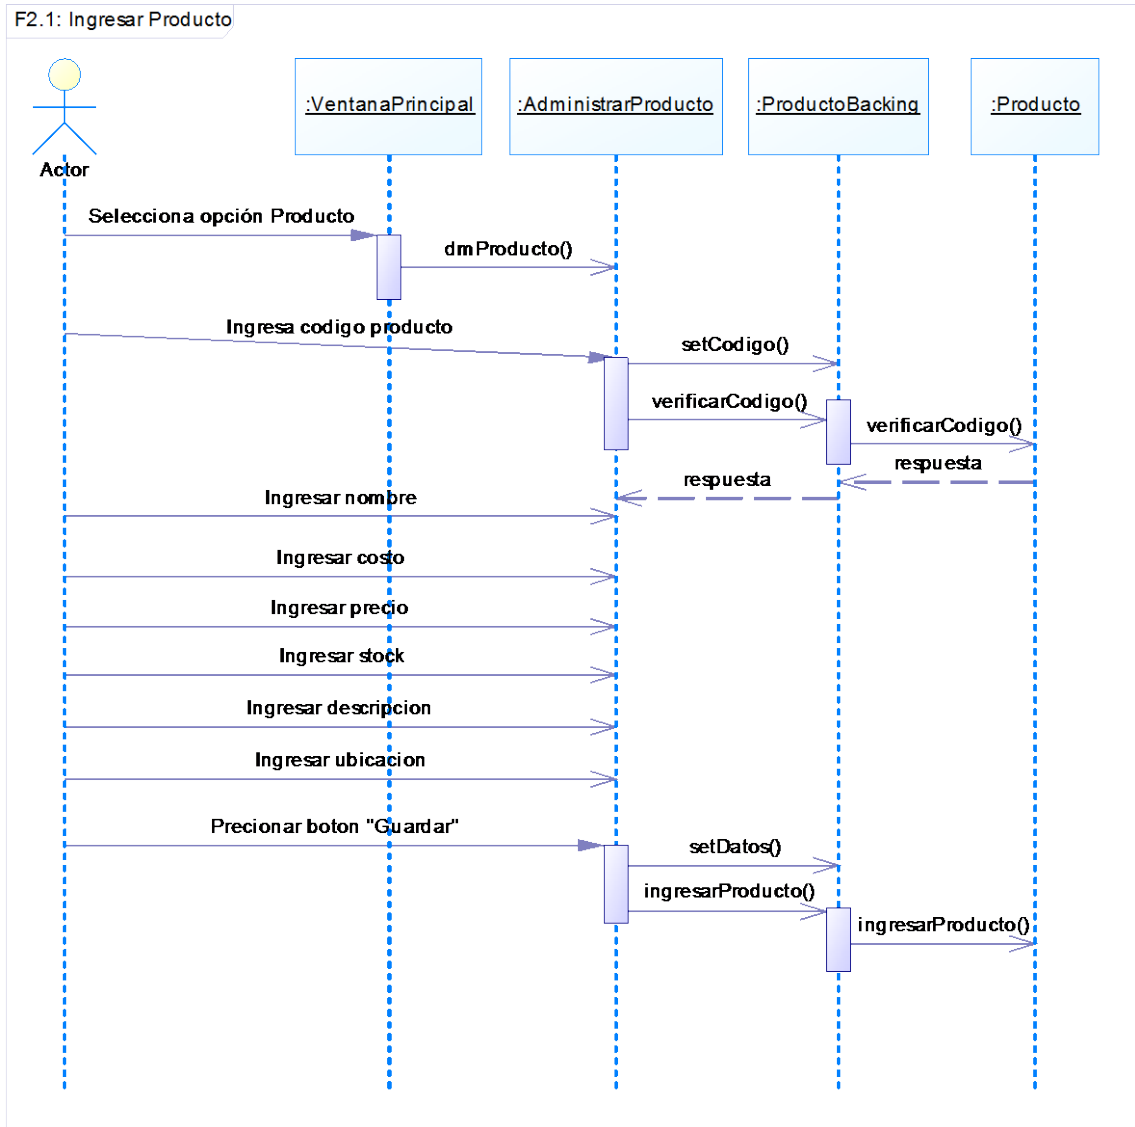 F2.1: Ingresar Producto
:VentanaPrincipal
:AdministrarProducto
:ProductoBacking
:Producto
Actor
Selecciona opción Producto
dmProducto()
Ingresa codigo producto
setCodigo()
verificarCodigo()
verificarCodigo()
respuesta
respuesta
Ingresar nombre
Ingresar costo
Ingresar precio
Ingresar stock
Ingresar descripcion
Ingresar ubicacion
Precionar boton "Guardar"
setDatos()
ingresarProducto()
ingresarProducto()